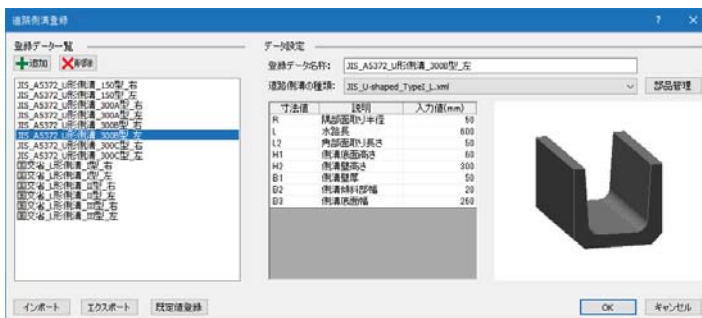 道路側溝登録
? ×
登録データ一覧
追加 削除
JIS_A5372_U形側溝_150型_右
JIS_A5372_U形側溝_150型_左
JIS_A5372_U形側溝_300A型_右
JIS_A5372_U形側溝_300A型_左
JIS_A5372_U形側溝_300B型_右
JIS_A5372_U形側溝_300B型_左
JIS_A5372_U形側溝_300C型_右
JIS_A5372_U形側溝_300C型_左
国交省_L形側溝_I型_右
国交省_L形側溝_I型_左
国交省_L形側溝_II型_右
国交省_L形側溝_II型_左
国交省_L形側溝_III型_右
国交省_L形側溝_III型_左
データ設定
登録データ名称: JIS_A5372_U形側溝_300B型_左
道路側溝の種類: JIS_U-shaped_TypeI_L.xml 部品管理
寸法値 説明 入力値(mm)
R 隅部面取り半径 50
L 水路長 600
L2 角部面取り長さ 50
H1 側溝底面高さ 60
H2 側溝壁高さ 300
B1 側溝壁厚 50
B2 側溝傾斜部幅 20
B3 側溝底面幅 260
インポート エクスポート 既定値登録
OK キャンセル